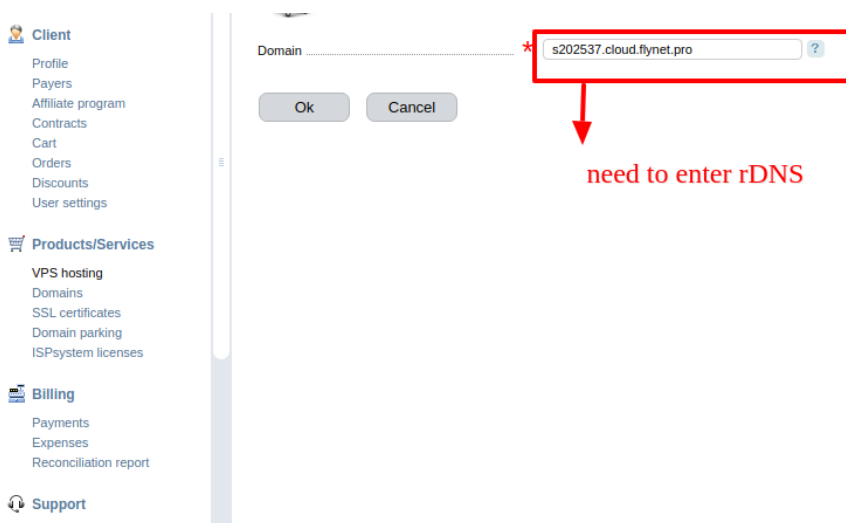 Client
Profile
Payers
Affiliate program
Contracts
Cart
Orders
Discounts
User settings
Products/Services
VPS hosting
Domains
SSL certificates
Domain parking
ISPsystem licenses
Billing
Payments
Expenses
Reconciliation report
Support
Domain * s202537.cloud.flynet.pro ?
Ok Cancel
need to enter rDNS